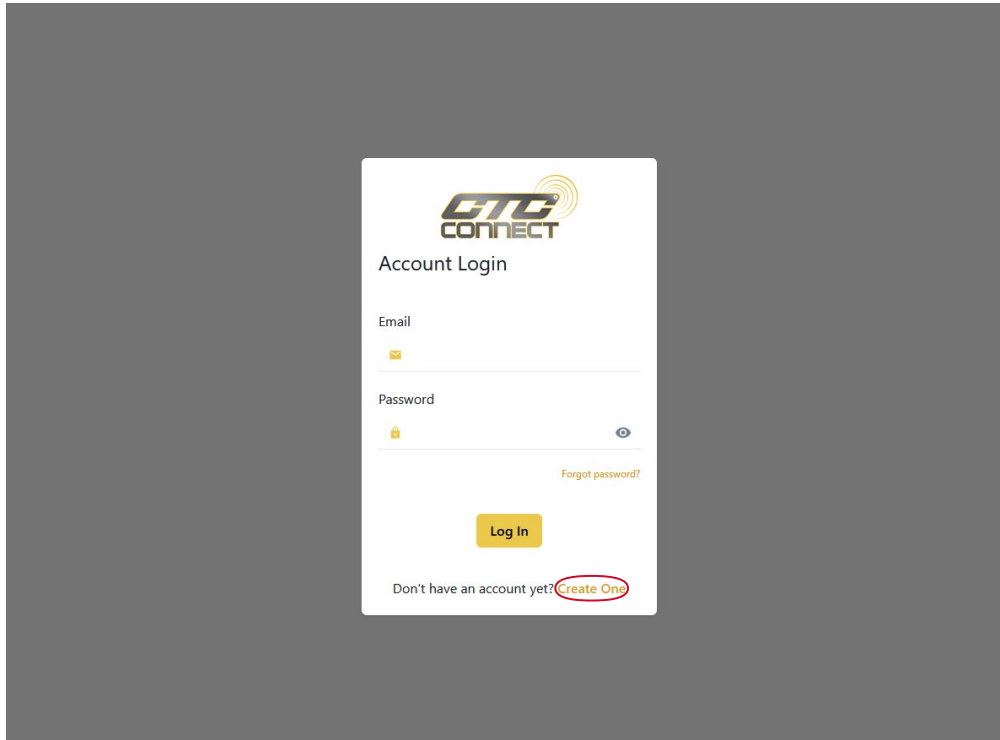 CTC
CONNECT
Account Login
Email
Password
Forgot password?
Log In
Don't have an account yet? Create One